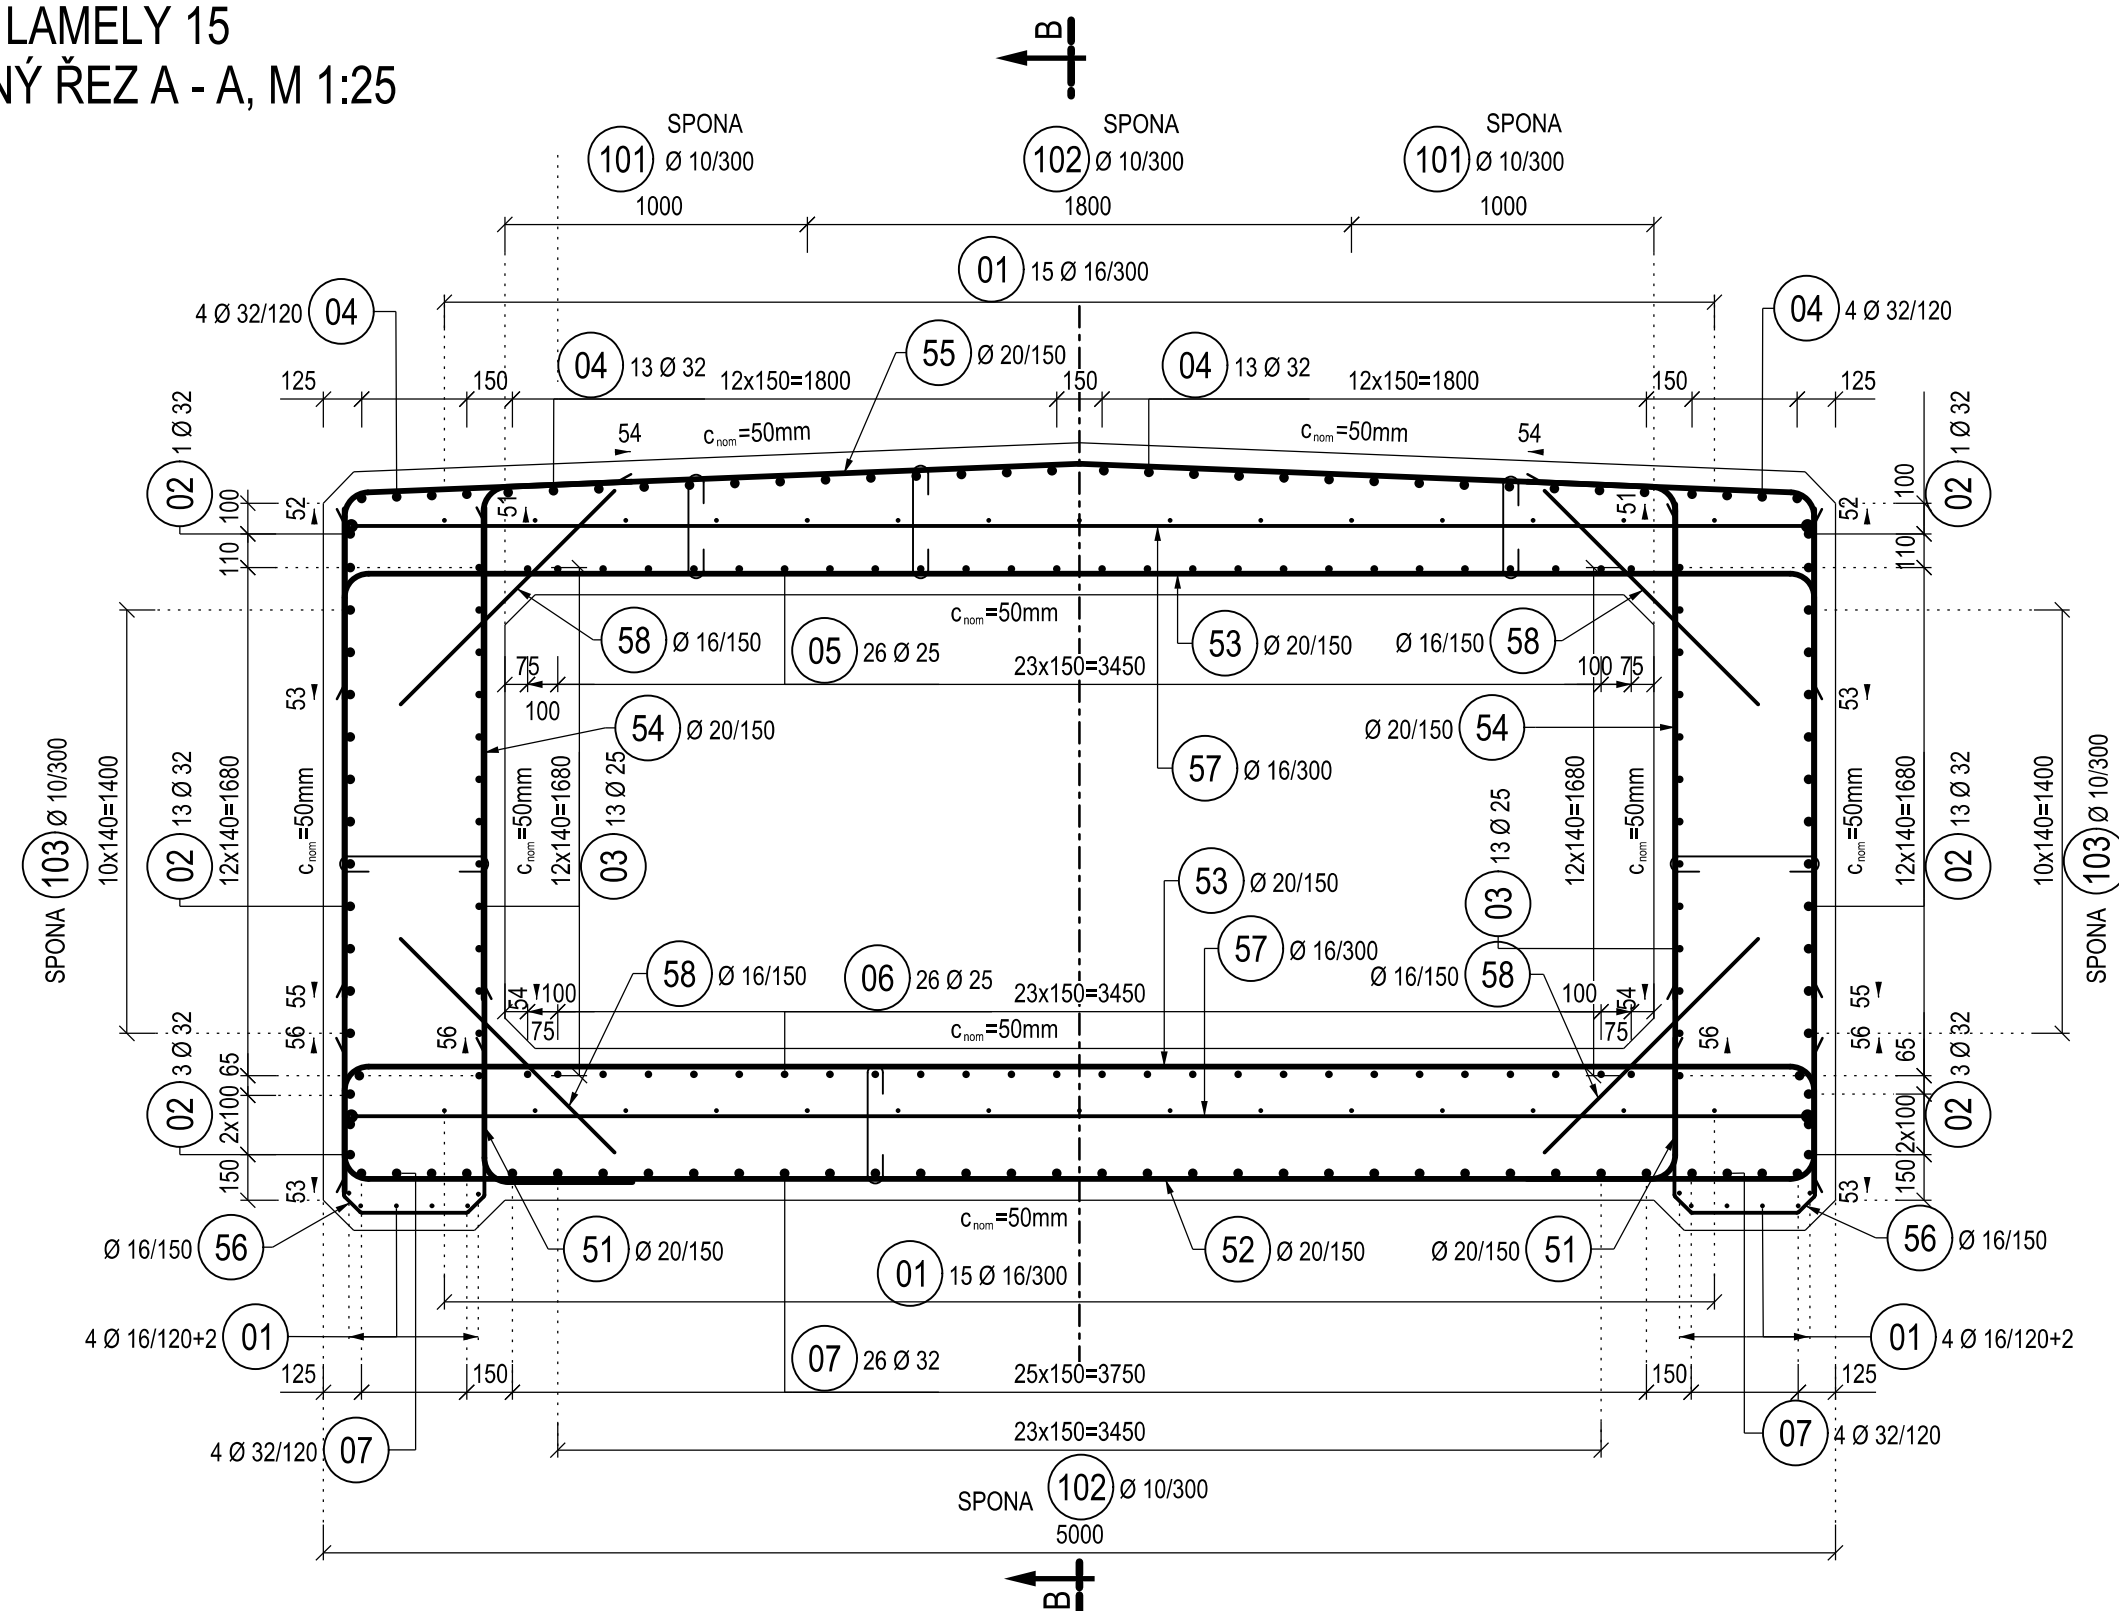 LAMELY 15
NÝ ŘEZ A - A, M 1:25
B
SPONA
101 Ø 10/300
SPONA
102 Ø 10/300
SPONA
101 Ø 10/300
1000
1800
1000
01 15 Ø 16/300
4 Ø 32/120 04
04 4 Ø 32/120
04 13 Ø 32
55 Ø 20/150
04 13 Ø 32
125
150
12x150=1800
150
12x150=1800
150
125
54
cnom=50mm
cnom=50mm
54
02 1 Ø 32
100
110
52
51
51
52
100
110
02 1 Ø 32
cnom=50mm
58 Ø 16/150
05 26 Ø 25
53 Ø 20/150
Ø 16/150 58
75
100
23x150=3450
100
75
53
53
54 Ø 20/150
Ø 20/150 54
57 Ø 16/300
SPONA 103 Ø 10/300
10x140=1400
02 13 Ø 32
12x140=1680
cnom=50mm
cnom=50mm
12x140=1680
03 13 Ø 25
03 13 Ø 25
12x140=1680
cnom=50mm
cnom=50mm
12x140=1680
02 13 Ø 32
10x140=1400
SPONA 103 Ø 10/300
53 Ø 20/150
57 Ø 16/300
58 Ø 16/150
06 26 Ø 25
Ø 16/150 58
54
100
75
23x150=3450
100
75
54
cnom=50mm
55
56
56
56
55
56
02 3 Ø 32
65
2x100
150
53
53
65
2x100
150
02 3 Ø 32
cnom=50mm
Ø 16/150 56
51 Ø 20/150
52 Ø 20/150
Ø 20/150 51
56 Ø 16/150
01 15 Ø 16/300
4 Ø 16/120+2 01
01 4 Ø 16/120+2
07 26 Ø 32
125
150
25x150=3750
150
125
4 Ø 32/120 07
23x150=3450
07 4 Ø 32/120
SPONA 102 Ø 10/300
5000
B